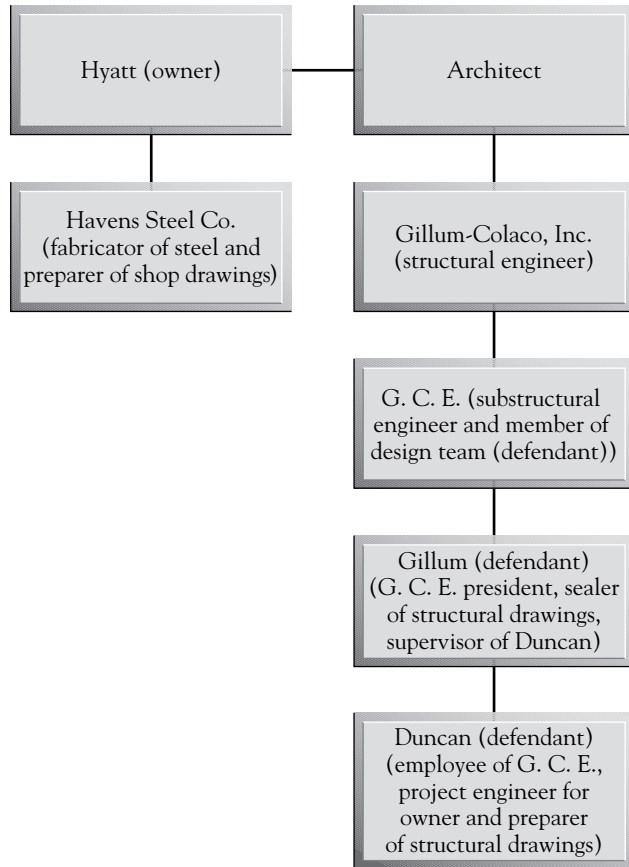 Hyatt (owner)
Architect
Havens Steel Co.
(fabricator of steel and
preparer of shop drawings)
Gillum-Colaco, Inc.
(structural engineer)
G. C. E. (substructural
engineer and member of
design team (defendant))
Gillum (defendant)
(G. C. E. president, sealer
of structural drawings,
supervisor of Duncan)
Duncan (defendant)
(employee of G. C. E.,
project engineer for
owner and preparer
of structural drawings)